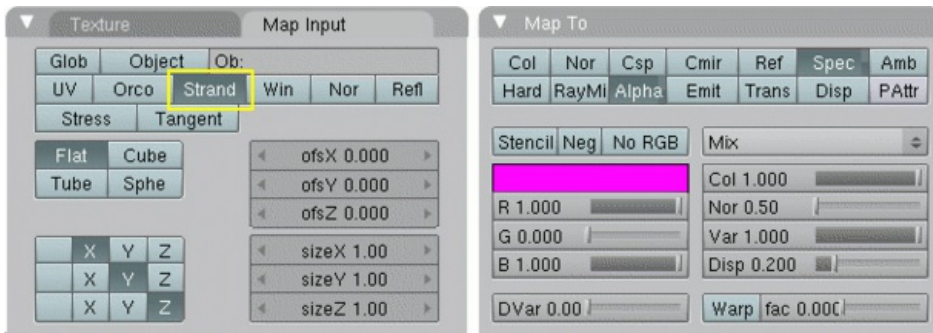 Texture Map Input
Glob Object Ob:
UV Orco Strand Win Nor Refl
Stress Tangent
Flat Cube
Tube Sphe
ofsX 0.000
ofsY 0.000
ofsZ 0.000
X Y Z
X Y Z
X Y Z
sizeX 1.00
sizeY 1.00
sizeZ 1.00
Map To
Col Nor Csp Cmir Ref Spec Amb
Hard RayMi Alpha Emit Trans Disp PAttr
Stencil Neg No RGB
R 1.000
G 0.000
B 1.000
DVar 0.00
Mix
Col 1.000
Nor 0.50
Var 1.000
Disp 0.200
Warp fac 0.000